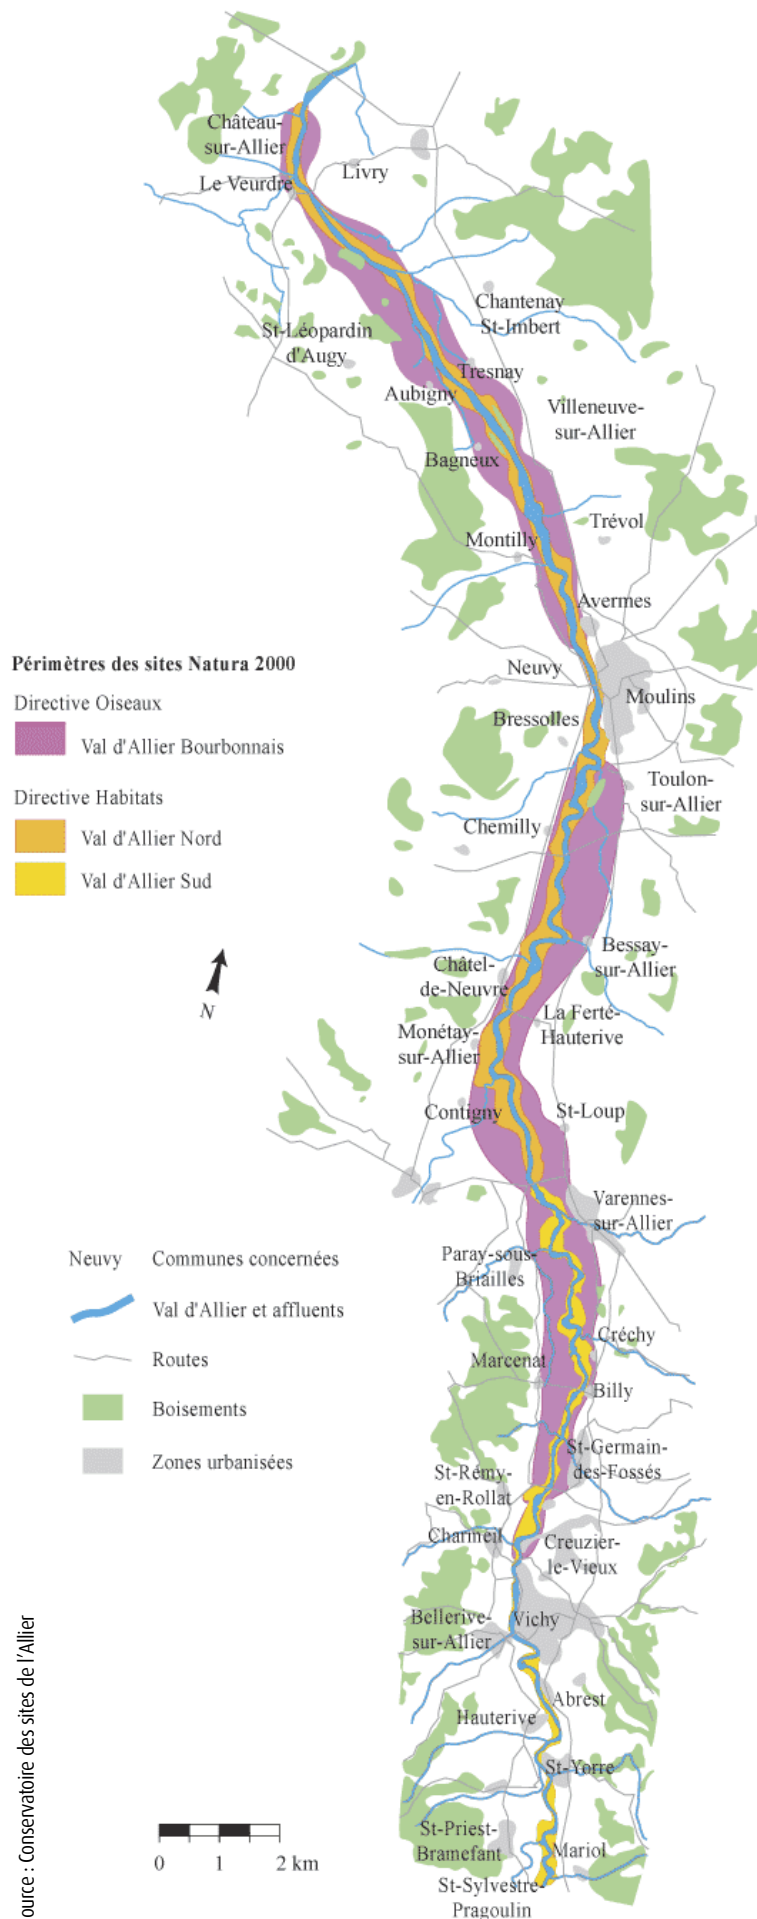 Château-
sur-Allier
Livry
Le Veurdre
Chantenay
St-Imbert
St-Léopardin
d'Augy
Tresnay
Aubigny
Villeneuve-
sur-Allier
Bagneux
Trévol
Montilly
Avermes
Neuvy
Moulins
Bressolles
Toulon-
sur-Allier
Chemilly
Bessay-
sur-Allier
Châtel-
de-Neuvre
La Ferté-
Hauterive
Monétay-
sur-Allier
Contigny
St-Loup
Varennes-
sur-Allier
Paray-sous-
Briailles
Créchy
Marcenat
Billy
St-Germain-
des-Fossés
St-Rémy-
en-Rollat
Charmeil
Creuzier-
le-Vieux
Bellerive-
sur-Allier
Vichy
Abrest
Hauterive
St-Yorre
St-Priest-
Bramefant
Mariol
St-Sylvestre-
Pragoulin
Périmètres des sites Natura 2000
Directive Oiseaux
Val d'Allier Bourbonnais
Directive Habitats
Val d'Allier Nord
Val d'Allier Sud
N
Neuvy Communes concernées
Val d'Allier et affluents
Routes
Boisements
Zones urbanisées
0 1 2 km
ource : Conservatoire des sites de l'Allier